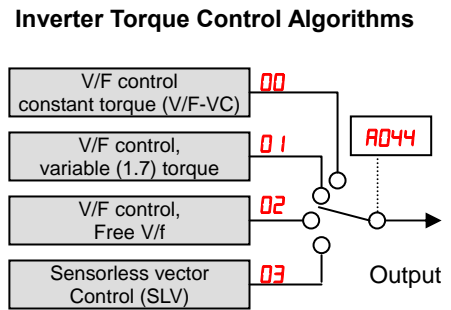 Inverter Torque Control Algorithms
V/F control
constant torque (V/F-VC)
00
V/F control,
variable (1.7) torque
01
A044
V/F control,
Free V/f
02
Sensorless vector
Control (SLV)
03
Output